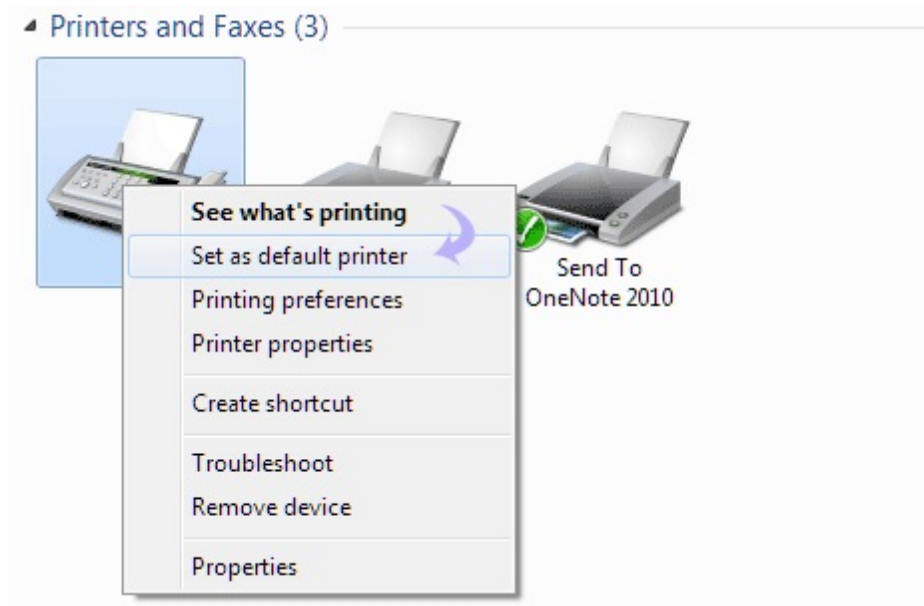 Printers and Faxes (3)
See what's printing
Set as default printer
Printing preferences
Printer properties
Create shortcut
Troubleshoot
Remove device
Properties
Send To
OneNote 2010